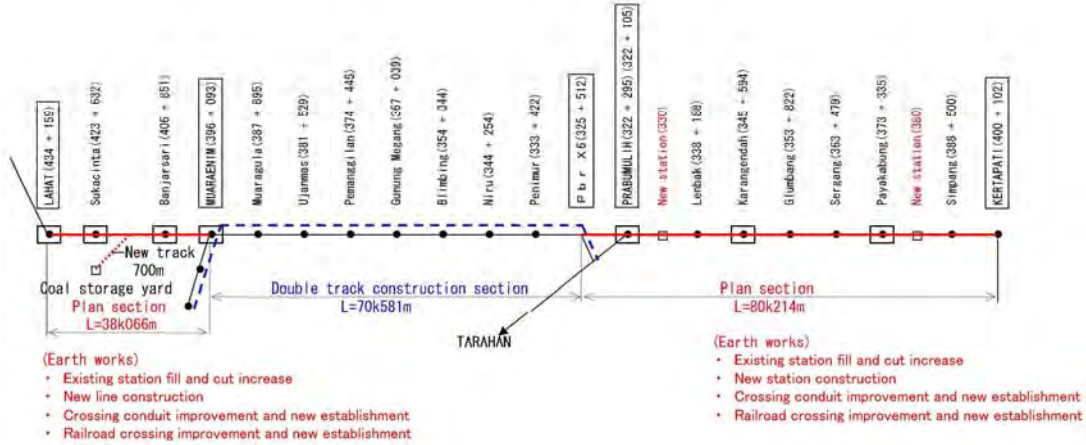 LAHAT(434 + 159)
Sukacinta(423 + 632)
Banjarsari(406 + 851)
MUARAENIM(396 + 093)
Muaragula(387 + 895)
Ujanmas(381 + 529)
Pemangilan(374 + 445)
Gunung Megang(367 + 039)
Blimbing(354 + 344)
Niru(344 + 254)
Penimur(333 + 422)
Pbr X6(325 + 512)
PRABUMULIH(322 + 295)(322 + 105)
New station(330)
Lenbak(338 + 188)
Karangendah(345 + 594)
Glumbang(353 + 822)
Serdang(363 + 479)
Payakabung(373 + 335)
New station(380)
Simpang(388 + 500)
KERTAPATI(400 + 102)
New track
700m
Coal storage yard
Plan section
L=38k066m
Double track construction section
L=70k581m
Plan section
L=80k214m
TARAHAN
(Earth works)
・ Existing station fill and cut increase
・ New line construction
・ Crossing conduit improvement and new establishment
・ Railroad crossing improvement and new establishment
(Earth works)
・ Existing station fill and cut increase
・ New station construction
・ Crossing conduit improvement and new establishment
・ Railroad crossing improvement and new establishment